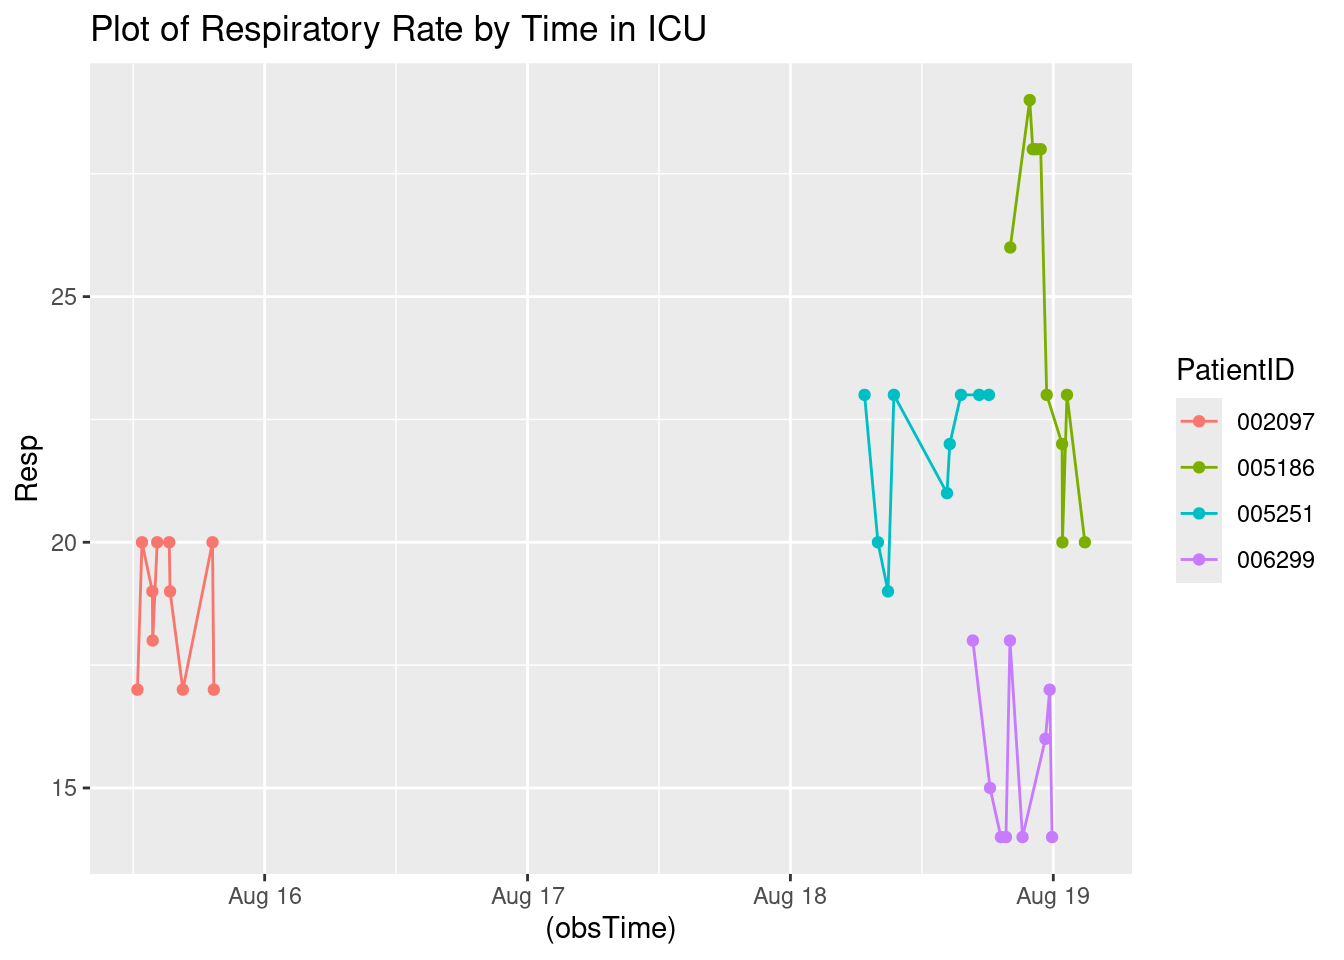 Plot of Respiratory Rate by Time in ICU
Resp
25
20
15
Aug 16
Aug 17
Aug 18
Aug 19
(obsTime)
PatientID
002097
005186
005251
006299